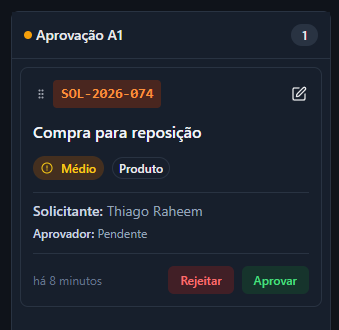 Aprovação A1
1
SOL-2026-074
Compra para reposição
Médio
Produto
Solicitante: Thiago Raheem
Aprovador: Pendente
há 8 minutos
Rejeitar
Aprovar